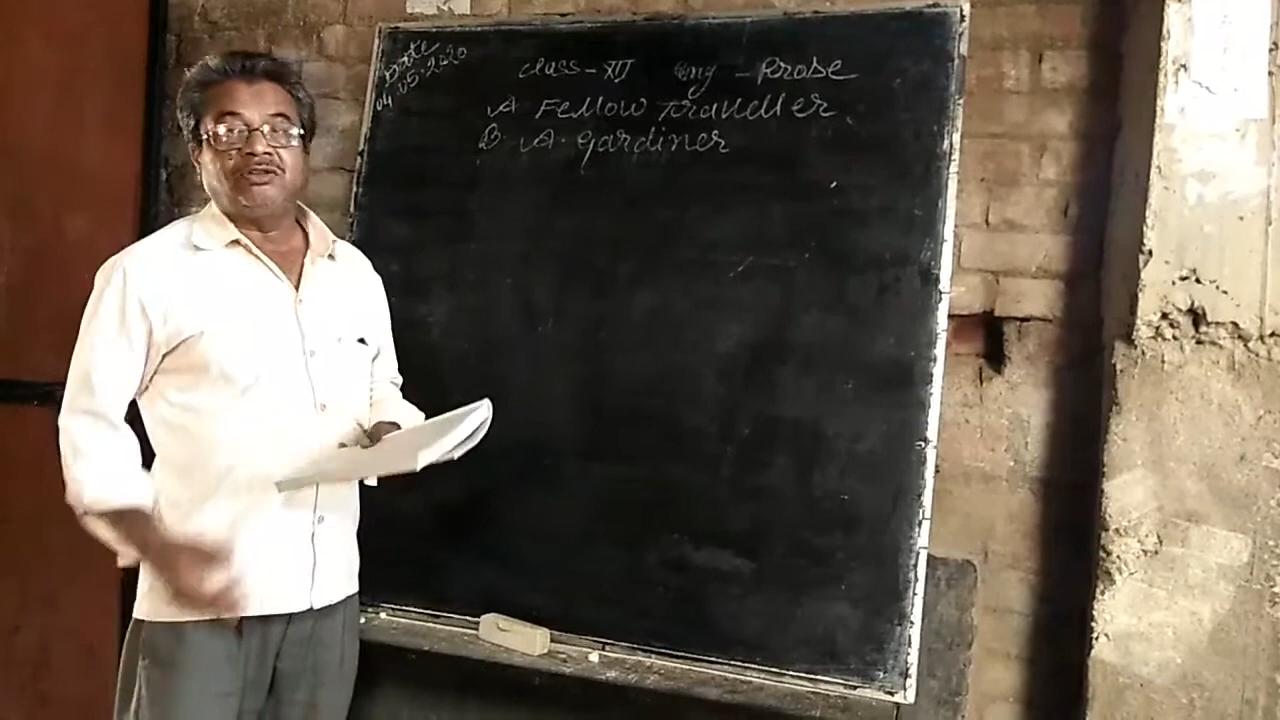 Date
04.05.2020
Class-XII Eng - Prose
A Fellow Traveller
B. A. gardiner